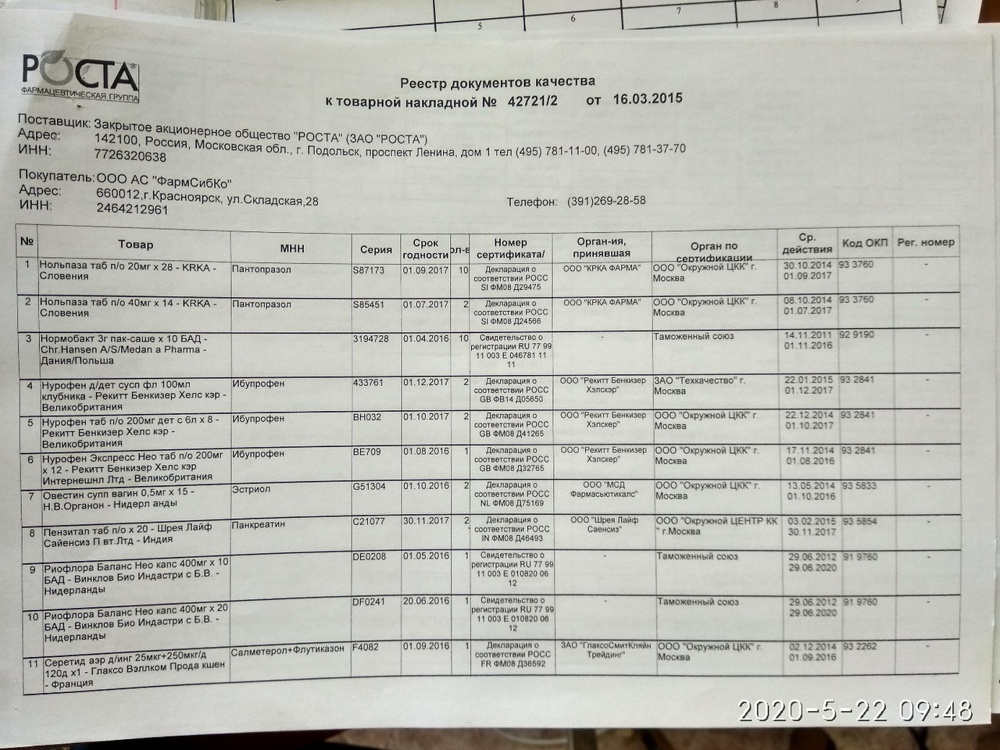 5 6 7 8
РОСТА®
ФАРМАЦЕВТИЧЕСКАЯ ГРУППА
Реестр документов качества
к товарной накладной № 42721/2 от 16.03.2015
Поставщик: Закрытое акционерное общество "РОСТА" (ЗАО "РОСТА")
Адрес: 142100, Россия, Московская обл., г. Подольск, проспект Ленина, дом 1 тел (495) 781-11-00, (495) 781-37-70
ИНН: 7726320638
Покупатель: ООО АС "ФармСибКо"
Адрес: 660012,г.Красноярск, ул.Складская,28 Телефон: (391)269-28-58
ИНН: 2464212961
№ Товар МНН Серия Срок годности ол-в Номер сертификата/ Орган-ия, принявшая Орган по сертификации Ср. действия Код ОКП Рег. номер
1 Нольпаза таб п/о 20мг х 28 - KRKA - Пантопразол S87173 01.09.2017 10 Декларация о ООО "КРКА ФАРМА" ООО "Окружной ЦКК" г. 30.10.2014 93 3760 -
Словения соответствии РОСС Москва 01.09.2017
SI ФМ08 Д29475
2 Нольпаза таб п/о 40мг х 14 - KRKA - Пантопразол S85451 01.07.2017 2 Декларация о ООО "КРКА ФАРМА" ООО "Окружной ЦКК" г. 08.10.2014 93 3760 -
Словения соответствии РОСС Москва 01.07.2017
SI ФМ08 Д24566
3 Нормобакт 3г пак-саше х 10 БАД - 3194728 01.04.2016 10 Свидетельство о - Таможенный союз 14.11.2011 92 9190 -
Chr.Hansen A/S/Medan a Pharma - регистрации RU 77 99 01.11.2016
Дания/Польша 11 003 Е 046781 11
11
4 Нурофен д/дет сусп фл 100мл Ибупрофен 433761 01.12.2017 2 Декларация о ООО "Рекитт Бенкизер ЗАО "Техкачество" г. 22.01.2015 93 2841 -
клубника - Рекитт Бенкизер Хелс кэр - соответствии РОСС Хэлскэр" Москва 01.12.2017
Великобритания GB ФВ14 Д05650
5 Нурофен таб п/о 200мг дет с 6л х 8 - Ибупрофен BH032 01.10.2017 2 Декларация о ООО "Рекитт Бенкизер ООО "Окружной ЦКК" г. 22.12.2014 93 2841 -
Рекитт Бенкизер Хелс кэр - соответствии РОСС Хэлскер" Москва 01.10.2017
Великобритания GB ФМ08 Д41265
6 Нурофен Экспресс Нео таб п/о 200мг Ибупрофен BE709 01.08.2016 1 Декларация о ООО "Рекитт Бенкизер ООО "Окружной ЦКК" г. 17.11.2014 93 2841 -
х 12 - Рекитт Бенкизер Хелс кэр соответствии РОСС Хэлскер" Москва 01.08.2016
Интернешнл Лтд - Великобритания GB ФМ08 Д32765
7 Овестин супп вагин 0,5мг х 15 - Эстриол G51304 01.10.2016 2 Декларация о ООО "МСД ООО "Окружной ЦКК" г. 13.05.2014 93 5833 -
Н.В.Органон - Нидерл анды соответствии РОСС Фармасьютикалс" Москва 01.10.2016
NL ФМ08 Д75169
8 Пензитал таб п/о х 20 - Шрея Лайф Панкреатин C21077 30.11.2017 2 Декларация о ООО "Шрея Лайф ООО "Окружной ЦЕНТР КК 03.02.2015 93 5854 -
Сайенсиз П вт.Лтд - Индия соответствии РОСС Саенсиз" " г.Москва 30.11.2017
IN ФМ08 Д46493
9 Риофлора Баланс Нео капс 400мг х 10 DE0208 01.05.2016 1 Свидетельство о - Таможенный союз 29.06.2012 91 9760 -
БАД - Винклов Био Индастри с Б.В. - регистрации RU 77 99 29.06.2020
Нидерланды 11 003 Е 010820 06
12
10 Риофлора Баланс Нео капс 400мг х 20 DF0241 20.06.2016 1 Свидетельство о - Таможенный союз 29.06.2012 91 9760 -
БАД - Винклов Био Индастри с Б.В. - регистрации RU 77 99 29.06.2020
Нидерланды 11 003 Е 010820 06
12
11 Серетид аэр д/инг 25мкг+250мкг/д Салметерол+Флутиказон F4082 01.09.2016 1 Декларация о ЗАО "ГлаксоСмитКляйн ООО "Окружной ЦКК" г. 02.12.2014 93 2262 -
120д х1 - Глаксо Вэллком Прода кшен соответствии РОСС Трейдинг" Москва 01.09.2016
- Франция FR ФМ08 Д36592
2020-5-22 09:48